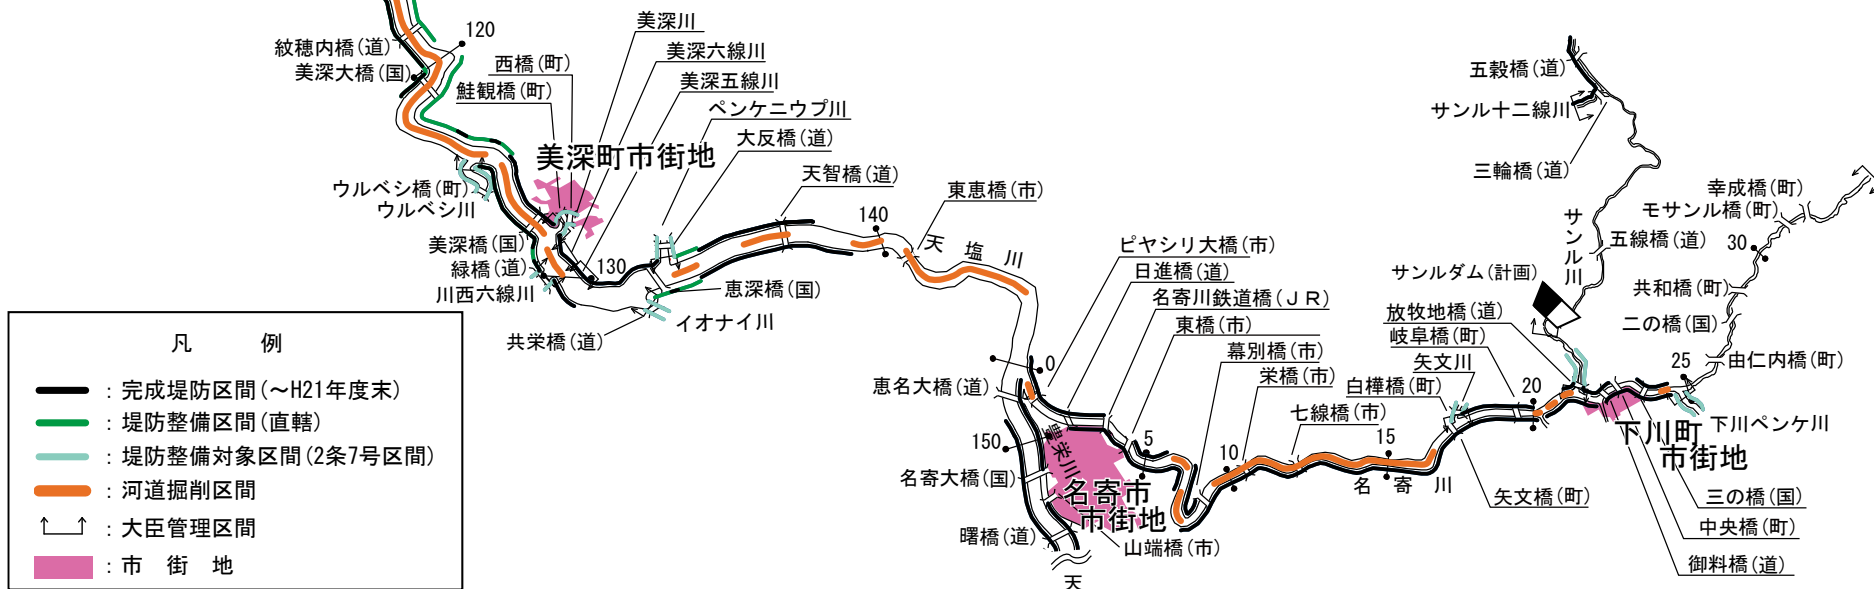 紋穂内橋(道)
120
美深大橋(国)
西橋(町)
鮭観橋(町)
美深川
美深六線川
美深五線川
ペンケニウプ川
大反橋(道)
美深町市街地
天智橋(道)
東恵橋(市)
140
天塩川
ウルベシ橋(町)
ウルベシ川
美深橋(国)
緑橋(道)
川西六線川
130
恵深橋(国)
イオナイ川
共栄橋(道)
五穀橋(道)
サンル十二線川
三輪橋(道)
サンル川
幸成橋(町)
モサンル橋(町)
五線橋(道)
30
サンルダム(計画)
共和橋(町)
放牧地橋(道)
二の橋(国)
岐阜橋(町)
25
由仁内橋(町)
矢文川
白樺橋(町)
20
下川ペンケ川
下川町
市街地
ピヤシリ大橋(市)
日進橋(道)
名寄川鉄道橋(JR)
東橋(市)
幕別橋(市)
栄橋(市)
七線橋(市)
0
恵名大橋(道)
150
豊栄川
5
10
15
名寄川
名寄大橋(国)
名寄市
市街地
矢文橋(町)
三の橋(国)
中央橋(町)
御料橋(道)
曙橋(道)
山端橋(市)
天
凡　例
：完成堤防区間(～H21年度末)
：堤防整備区間(直轄)
：堤防整備対象区間(2条7号区間)
：河道掘削区間
：大臣管理区間
：市　街　地